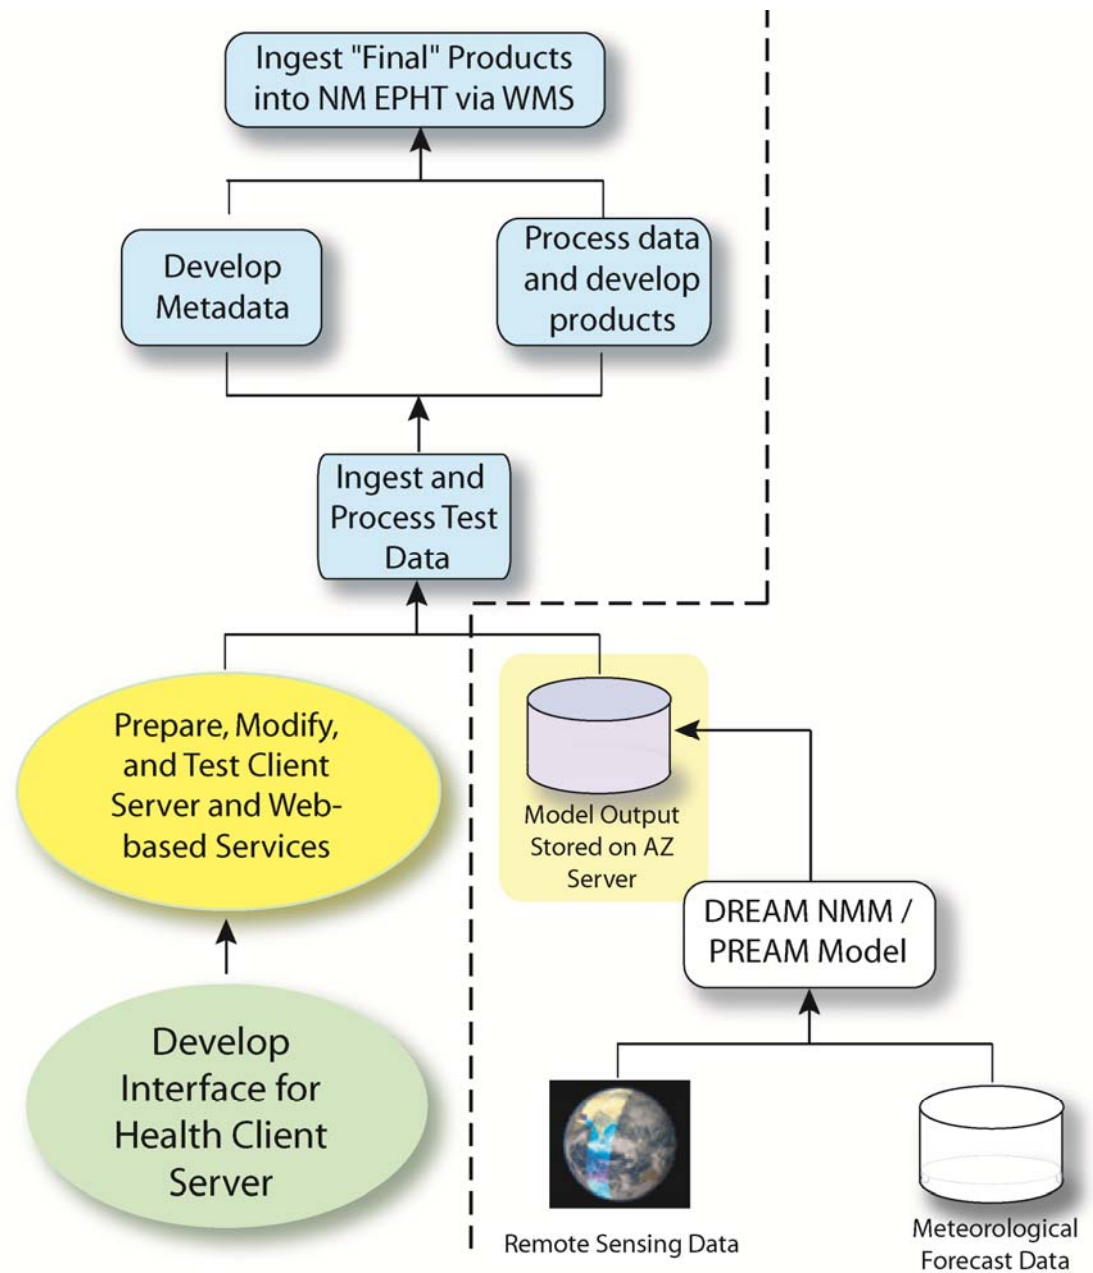 Ingest "Final" Products
into NM EPHT via WMS
Develop
Metadata
Process data
and develop
products
Ingest and
Process Test
Data
Prepare, Modify,
and Test Client
Server and Web-
based Services
Model Output
Stored on AZ
Server
DREAM NMM /
PREAM Model
Develop
Interface for
Health Client
Server
Remote Sensing Data
Meteorological
Forecast Data